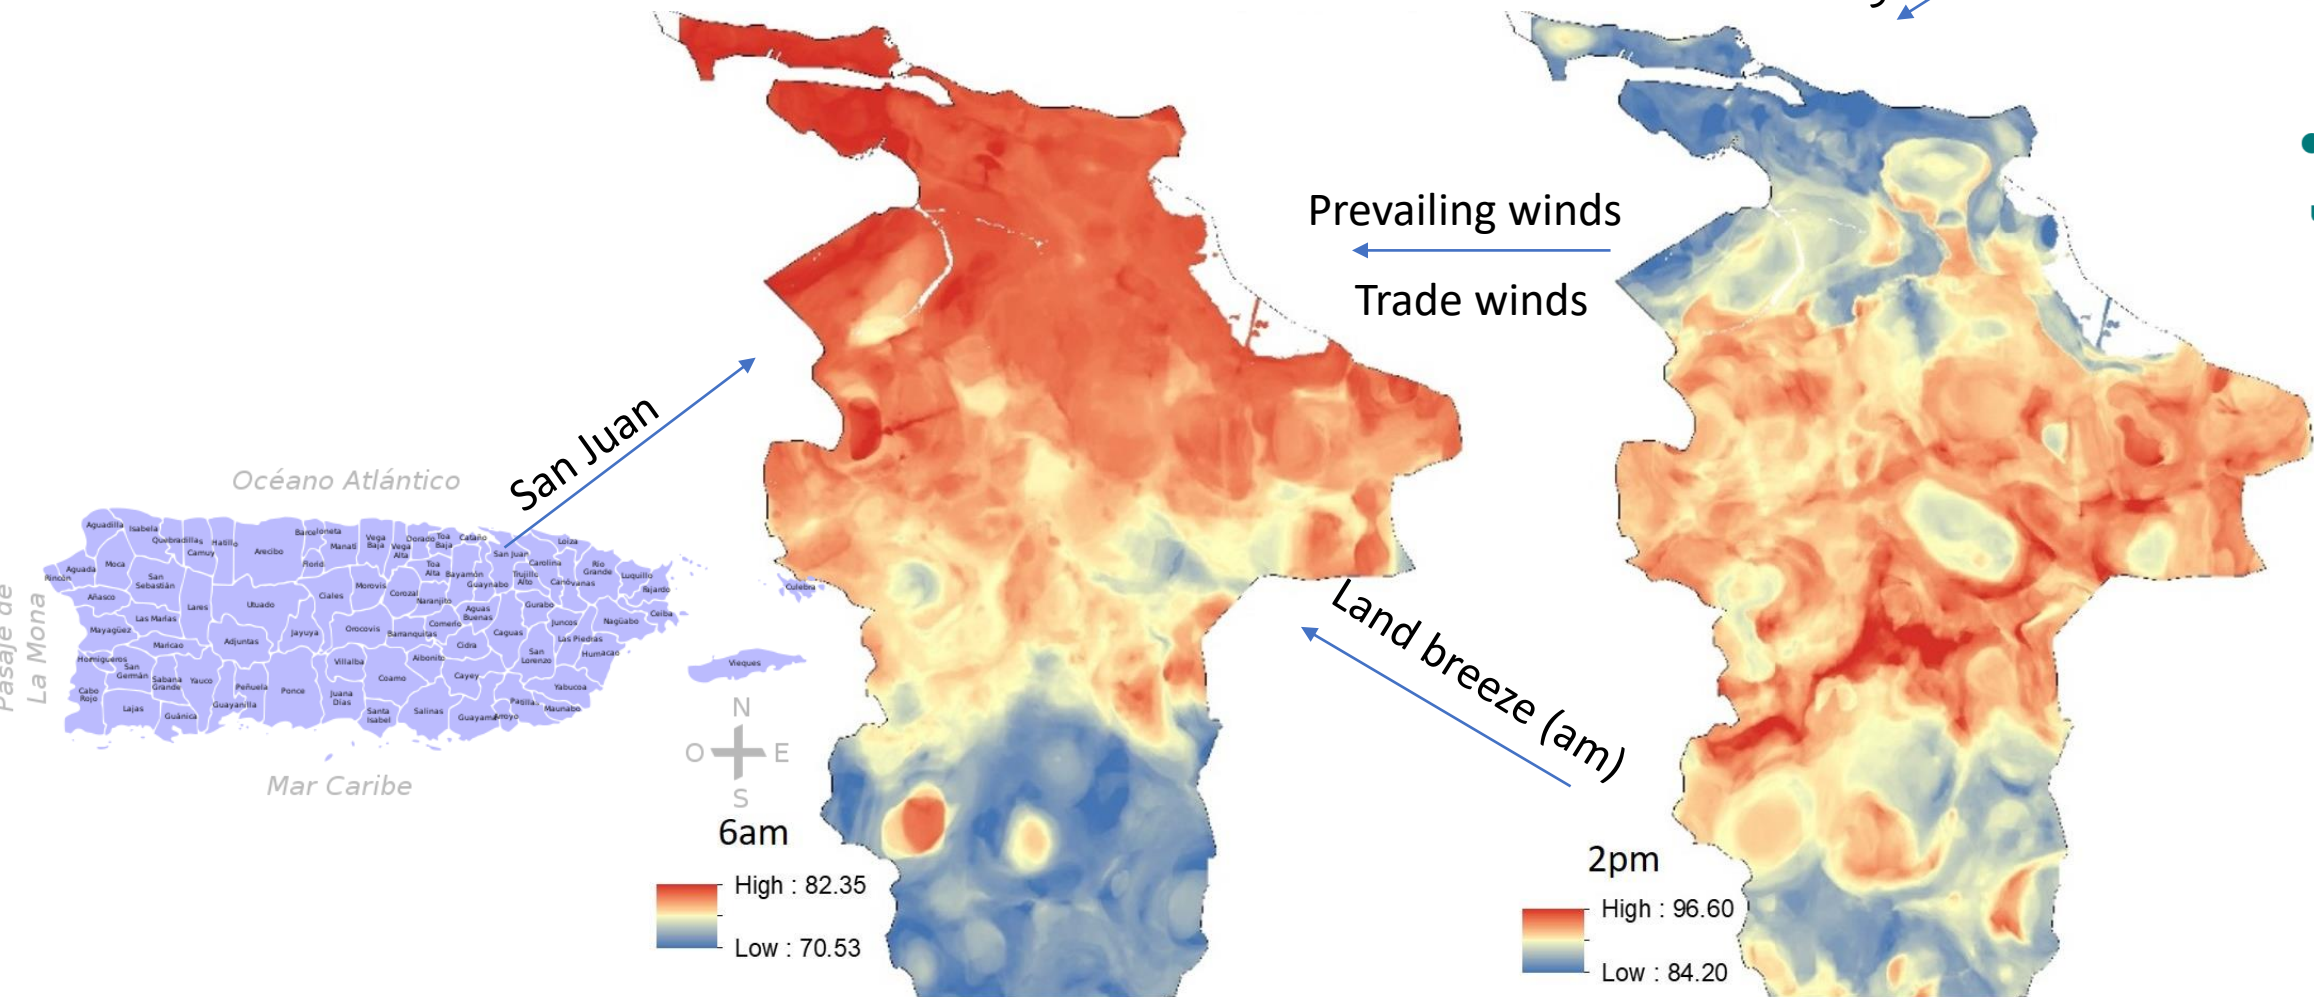 Prevailing winds
Trade winds
San Juan
Land breeze (am)
6am
High : 82.35
Low : 70.53
2pm
High : 96.60
Low : 84.20
Océano Atlántico
Pasaje de
La Mona
Mar Caribe
N
O
E
S
Aguadilla
Isabela
Quebradillas
Camuy
Hatillo
Arecibo
Barceloneta
Manatí
Vega
Baja
Vega
Alta
Dorado
Toa
Baja
Cataño
San Juan
Loíza
Carolina
Rincón
Aguada
Moca
San
Sebastián
Florid
Toa
Alta
Bayamón
Guaynabo
Trujillo
Alto
Canóvanas
Río
Grande
Luquillo
Fajardo
Culebra
Añasco
Lares
Utuado
Ciales
Morovis
Corozal
Naranjito
Aguas
Buenas
Gurabo
Ceiba
Las Marías
Mayagüez
Maricao
Adjuntas
Jayuya
Orocovis
Barranquitas
Comerío
Caguas
Juncos
Naguabo
Las Piedras
Humacao
Hormigueros
San
Germán
Sabana
Grande
Yauco
Peñuela
Ponce
Villalba
Juana
Días
Coamo
Aibonito
Cidra
Cayey
San
Lorenzo
Yabucoa
Vieques
Cabo
Rojo
Lajas
Guánica
Guayanilla
Santa
Isabel
Salinas
Guayama
Arroyo
Patillas
Maunabo